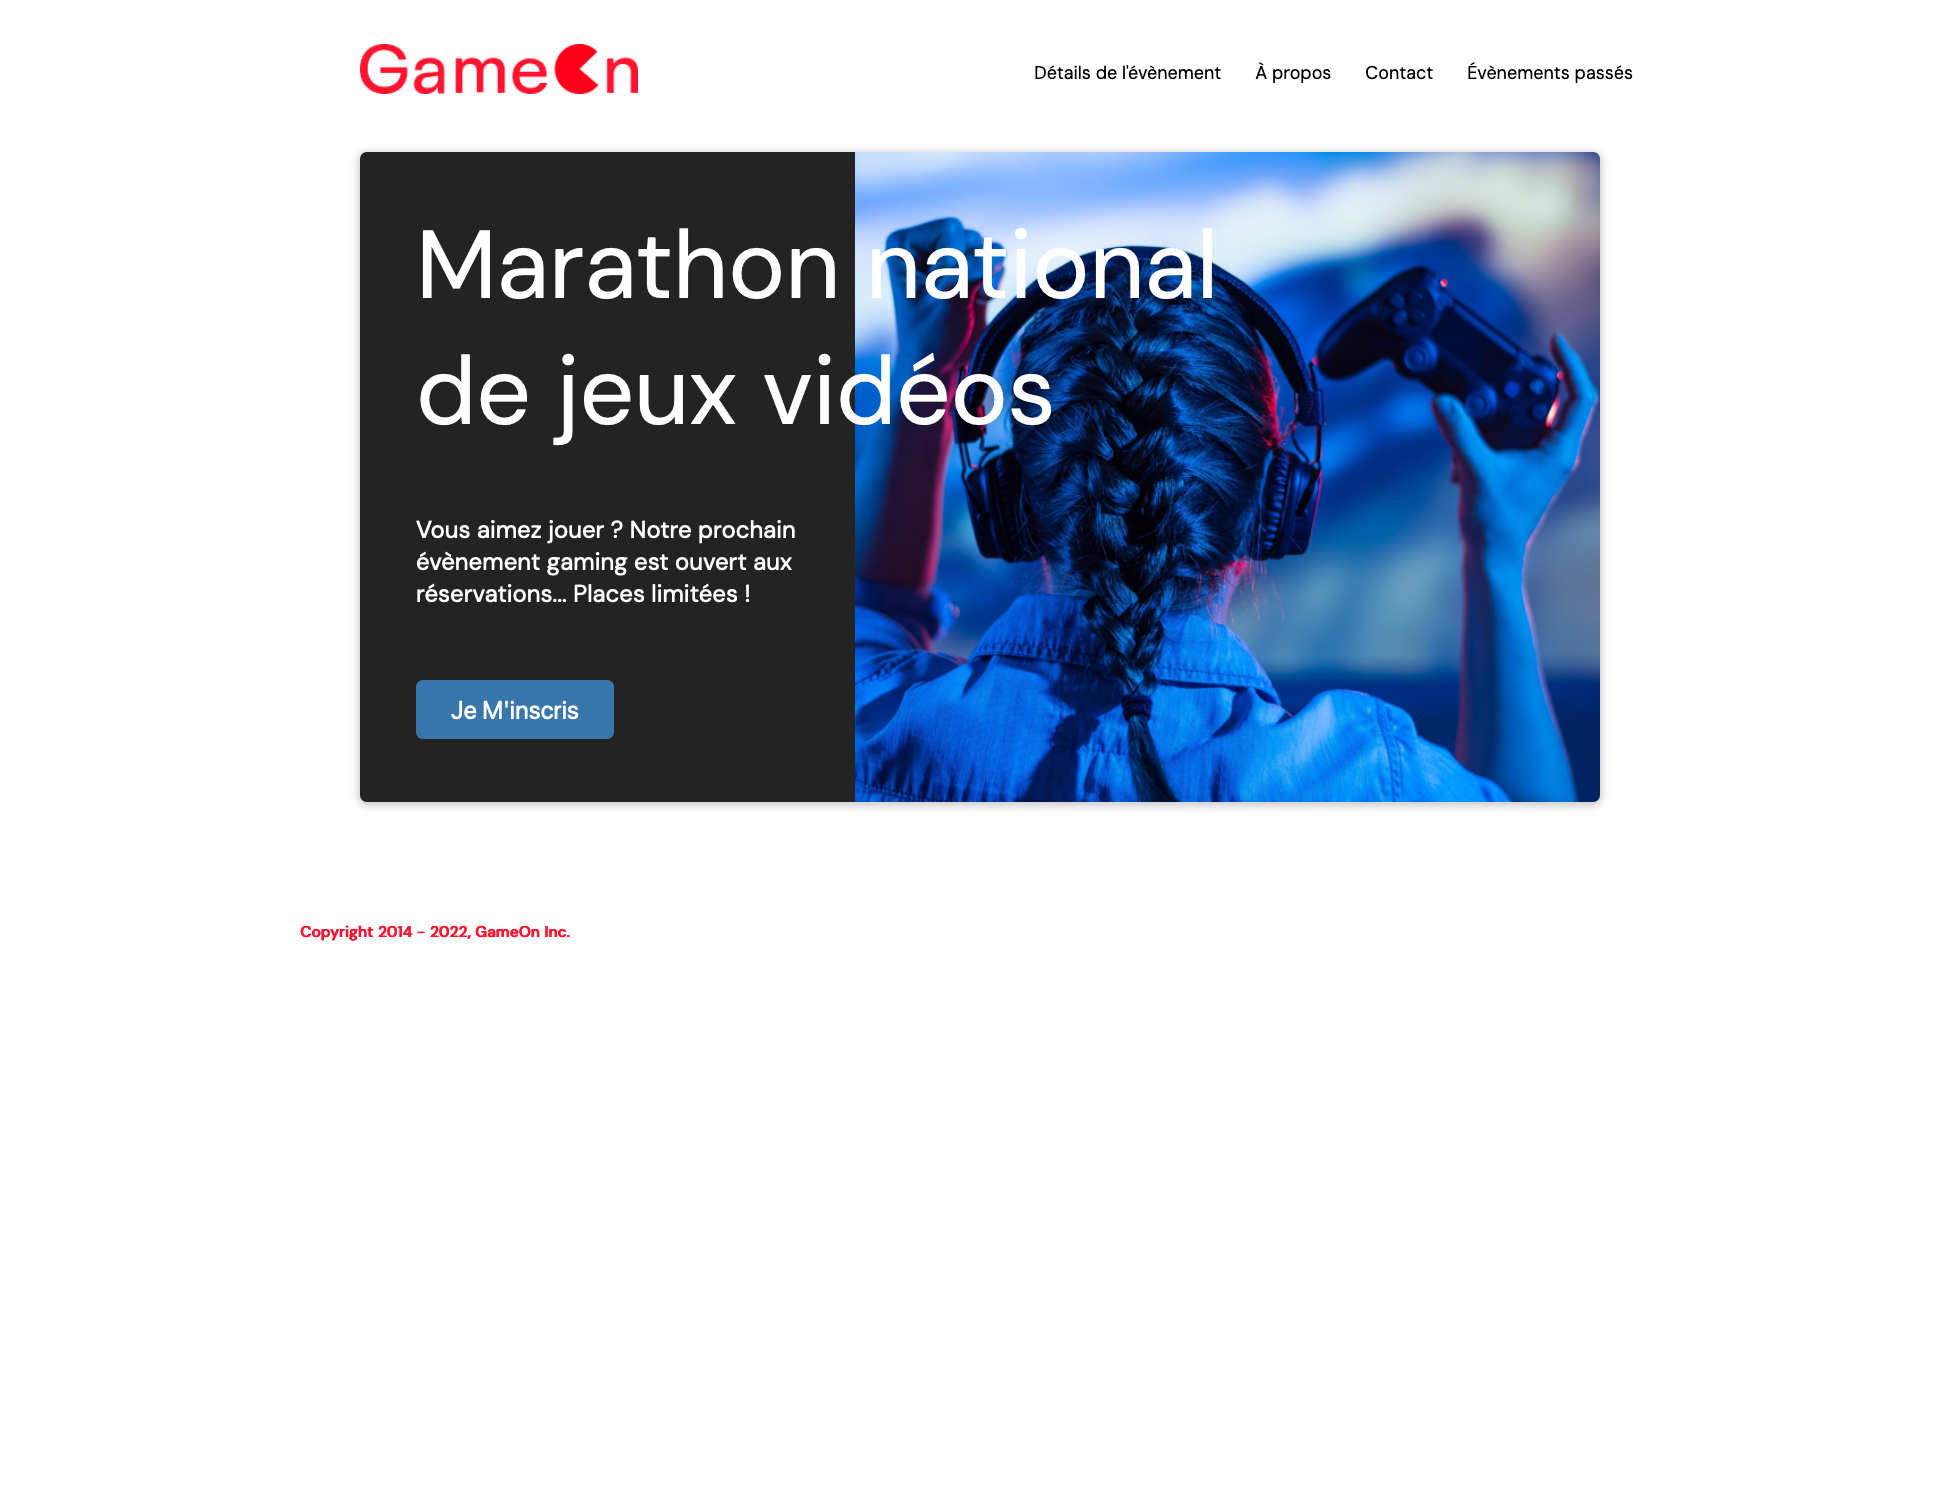 GameOn
Détails de l'évènement À propos Contact Évènements passés
Marathon national
de jeux vidéos
Vous aimez jouer ? Notre prochain
évènement gaming est ouvert aux
réservations... Places limitées !
Je M'inscris
Copyright 2014 - 2022, GameOn Inc.